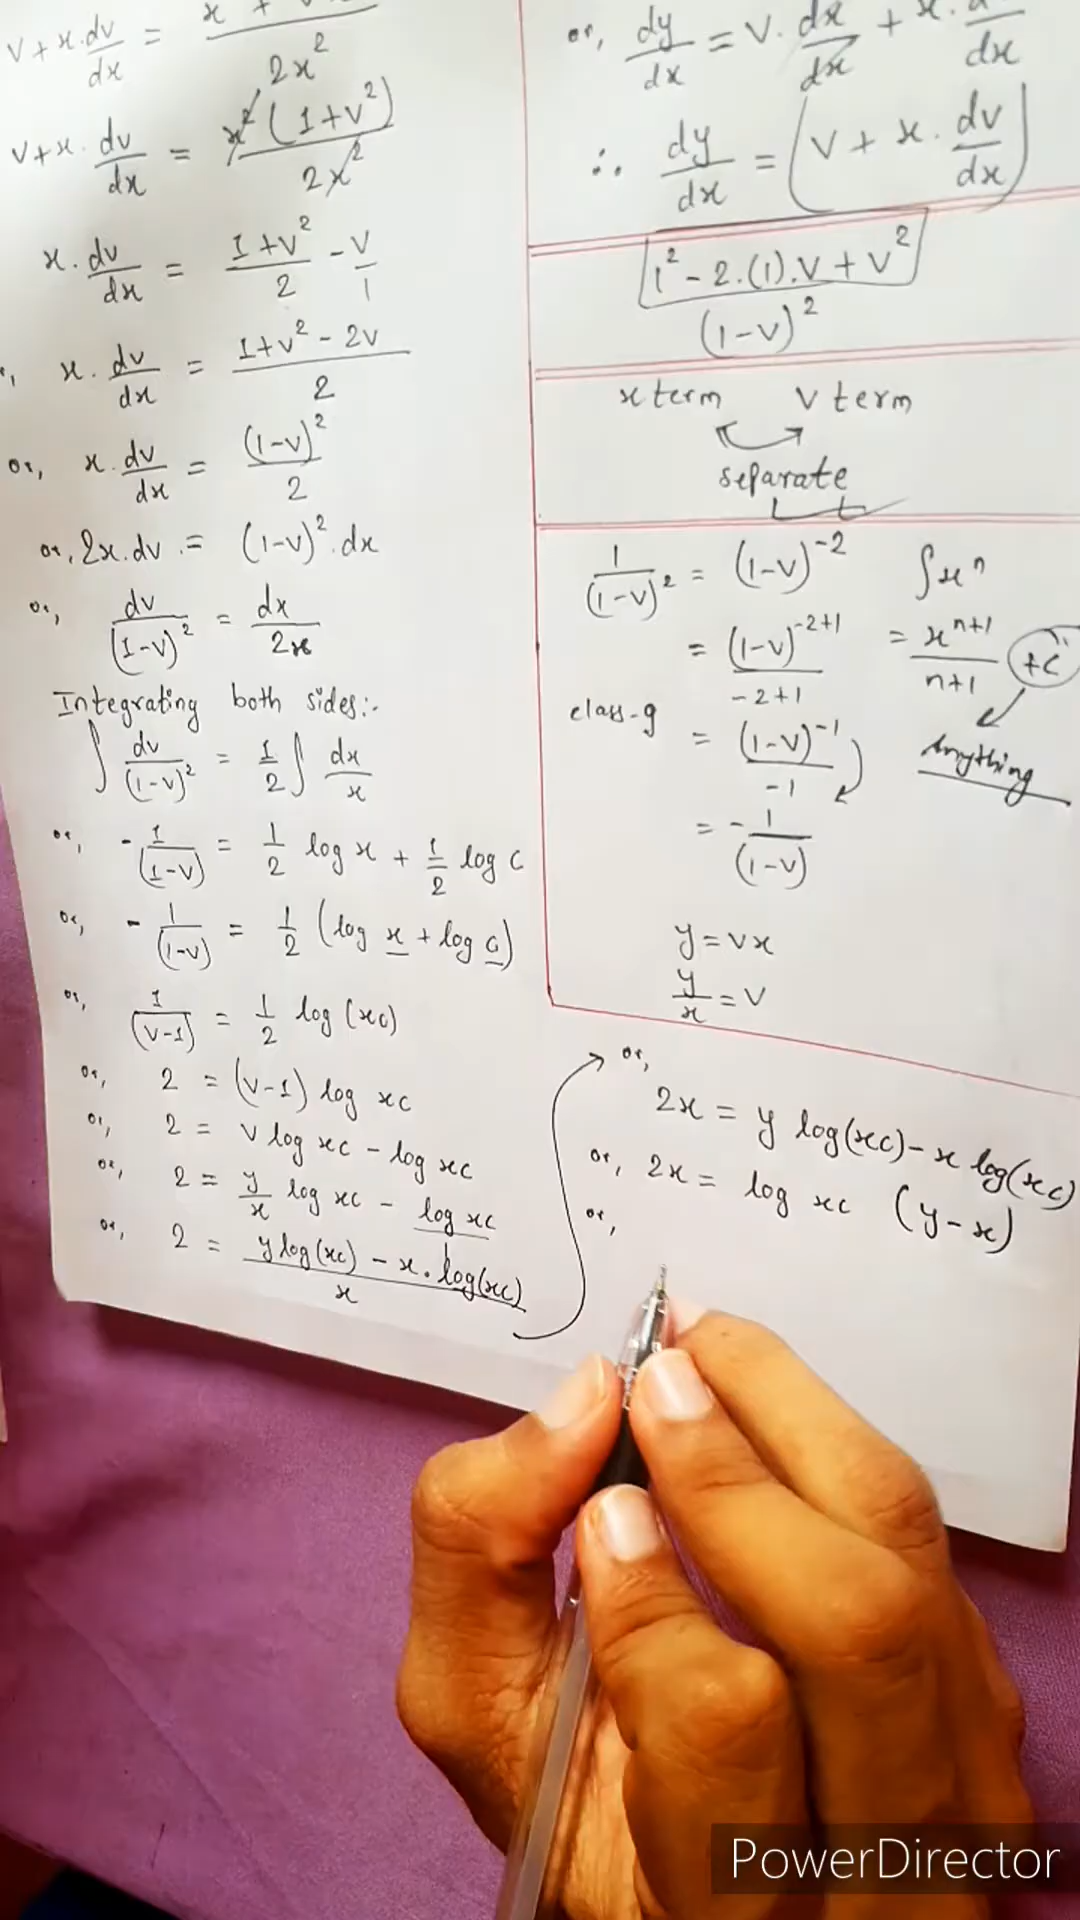 v+x.dv/dx = 2x²
v+x.dv/dx = x²(1+v²)/2x²
x.dv/dx = 1+v²/2 - v/1
x.dv/dx = 1+v²-2v/2
or, x.dv/dx = (1-v)²/2
or, 2x.dv = (1-v)².dx
or, dv/(1-v)² = dx/2x
Integrating both sides:-
∫ dv/(1-v)² = 1/2 ∫ dx/x
or, -1/(1-v) = 1/2 log x + 1/2 log c
or, -1/(1-v) = 1/2 (log x + log c)
or, 1/(v-1) = 1/2 log (xc)
or, 2 = (v-1) log xc
or, 2 = v log xc - log xc
or, 2 = y/x log xc - log xc
or, 2 = y log(xc) - x.log(xc)/x
or, dy/dx = v.dx/dx + x.dv/dx
∴ dy/dx = (v + x.dv/dx)
1² - 2.(1).v + v²
(1-v)²
x term v term
separate
1/(1-v)² = (1-v)⁻² ∫xⁿ
= (1-v)⁻²⁺¹/-2+1 = xⁿ⁺¹/n+1 +c
class-9 = (1-v)⁻¹/-1 Anything
= -1/(1-v)
y = vx
y/x = v
or,
2x = y log(xc) - x log(xc)
or, 2x = log xc (y-x)
or,
PowerDirector